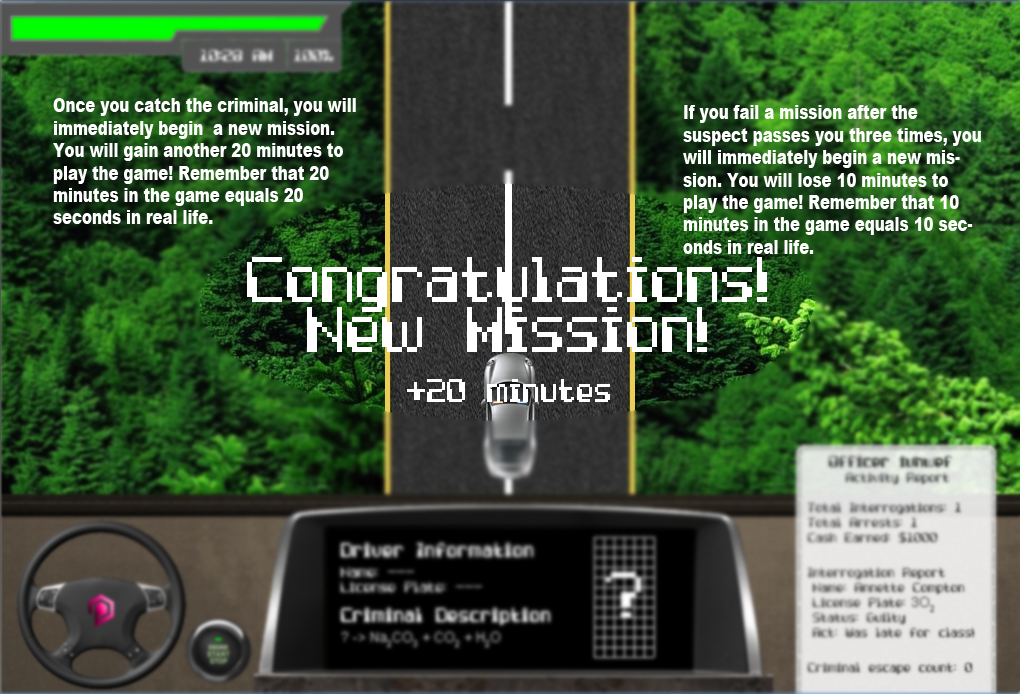 10:28 AM 100%
Once you catch the criminal, you will
immediately begin  a new mission.
You will gain another 20 minutes to
play the game! Remember that 20
minutes in the game equals 20
seconds in real life.
If you fail a mission after the
suspect passes you three times, you
will immediately begin a new mis-
sion. You will lose 10 minutes to
play the game! Remember that 10
minutes in the game equals 10 sec-
onds in real life.
Congratulations!
New Mission!
+20 minutes
Driver Information
Name: ---
License Plate: ---
Criminal Description
? -> Na₂CO₃ + CO₂ + H₂O
?
Officer
Activity Report
Total Interrogations: 1
Total Arrests: 1
Cash Earned: $1000
Interrogation Report
Name: Annette Compton
License Plate: 3O₂
Status: Guilty
Act: Was late for class!
Criminal escape count: 0